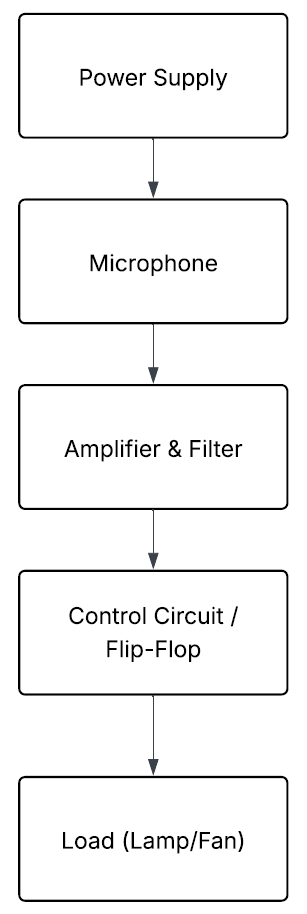 Power Supply
Microphone
Amplifier & Filter
Control Circuit /
Flip-Flop
Load (Lamp/Fan)